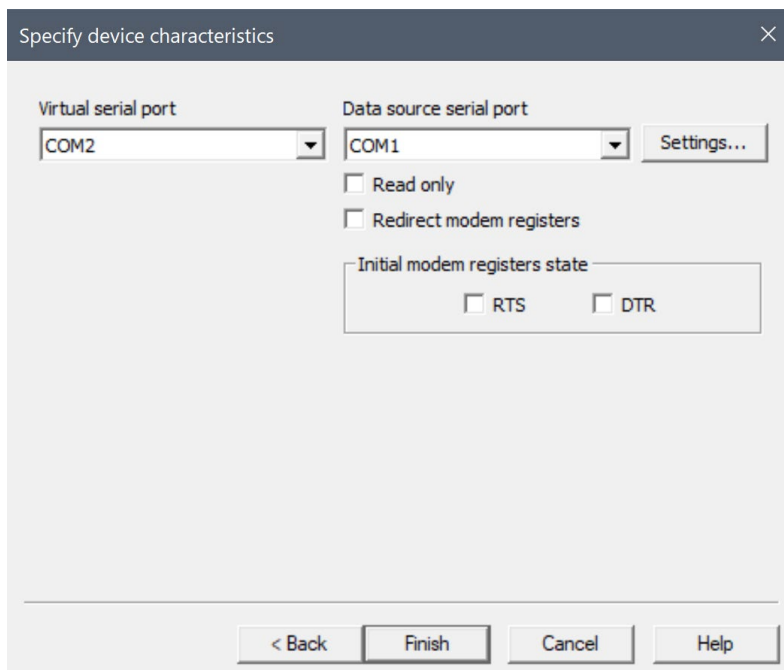 Specify device characteristics
Virtual serial port
Data source serial port
COM2
COM1
Settings...
Read only
Redirect modem registers
Initial modem registers state
RTS
DTR
< Back
Finish
Cancel
Help